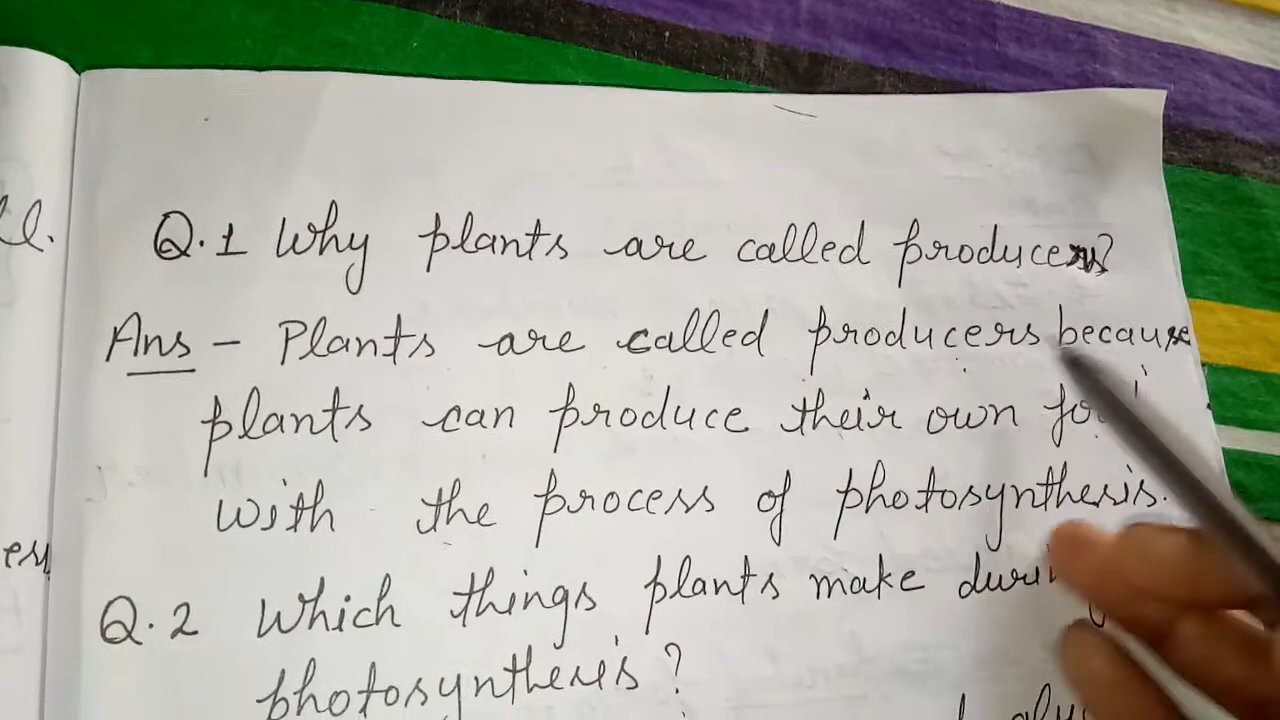 Q.1 Why plants are called producers?
Ans - Plants are called producers because
plants can produce their own
with the process of photosynthesis.
Q.2 Which things plants make
photosynthesis?